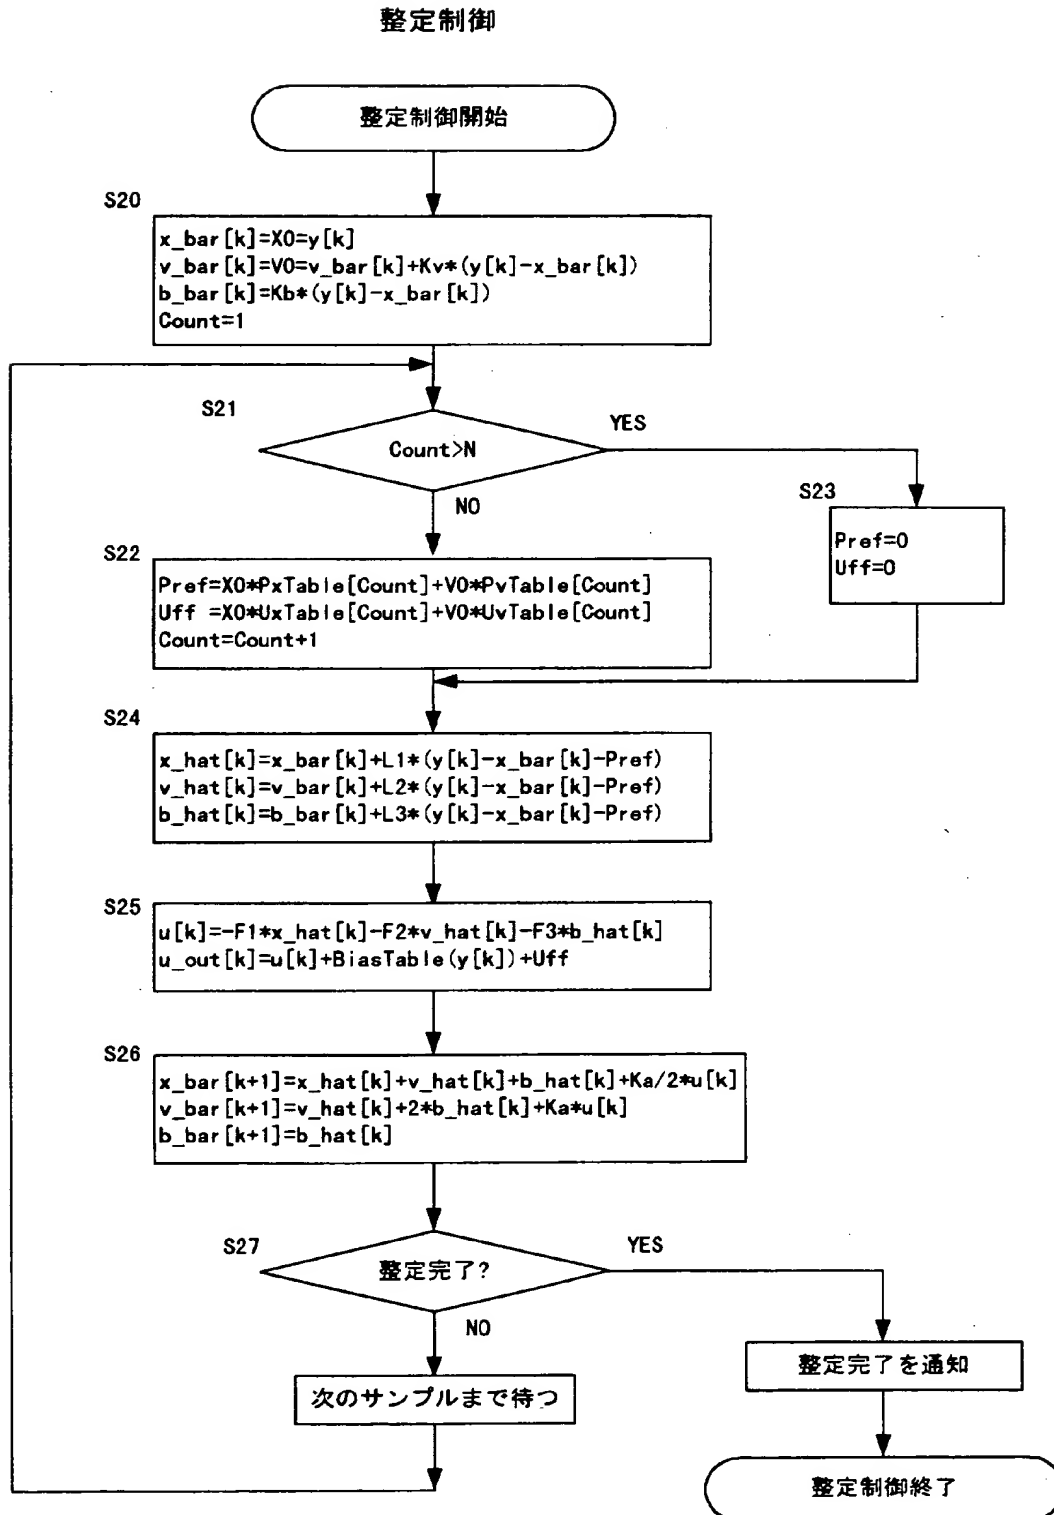 整定制御
整定制御開始
S20
x_bar[k]=X0=y[k]
v_bar[k]=V0=v_bar[k]+Kv*(y[k]-x_bar[k])
b_bar[k]=Kb*(y[k]-x_bar[k])
Count=1
S21
Count>N
YES
NO
S23
Pref=0
Uff=0
S22
Pref=X0*PxTable[Count]+V0*PvTable[Count]
Uff =X0*UxTable[Count]+V0*UvTable[Count]
Count=Count+1
S24
x_hat[k]=x_bar[k]+L1*(y[k]-x_bar[k]-Pref)
v_hat[k]=v_bar[k]+L2*(y[k]-x_bar[k]-Pref)
b_hat[k]=b_bar[k]+L3*(y[k]-x_bar[k]-Pref)
S25
u[k]=-F1*x_hat[k]-F2*v_hat[k]-F3*b_hat[k]
u_out[k]=u[k]+BiasTable(y[k])+Uff
S26
x_bar[k+1]=x_hat[k]+v_hat[k]+b_hat[k]+Ka/2*u[k]
v_bar[k+1]=v_hat[k]+2*b_hat[k]+Ka*u[k]
b_bar[k+1]=b_hat[k]
S27
整定完了?
YES
NO
整定完了を通知
次のサンプルまで待つ
整定制御終了